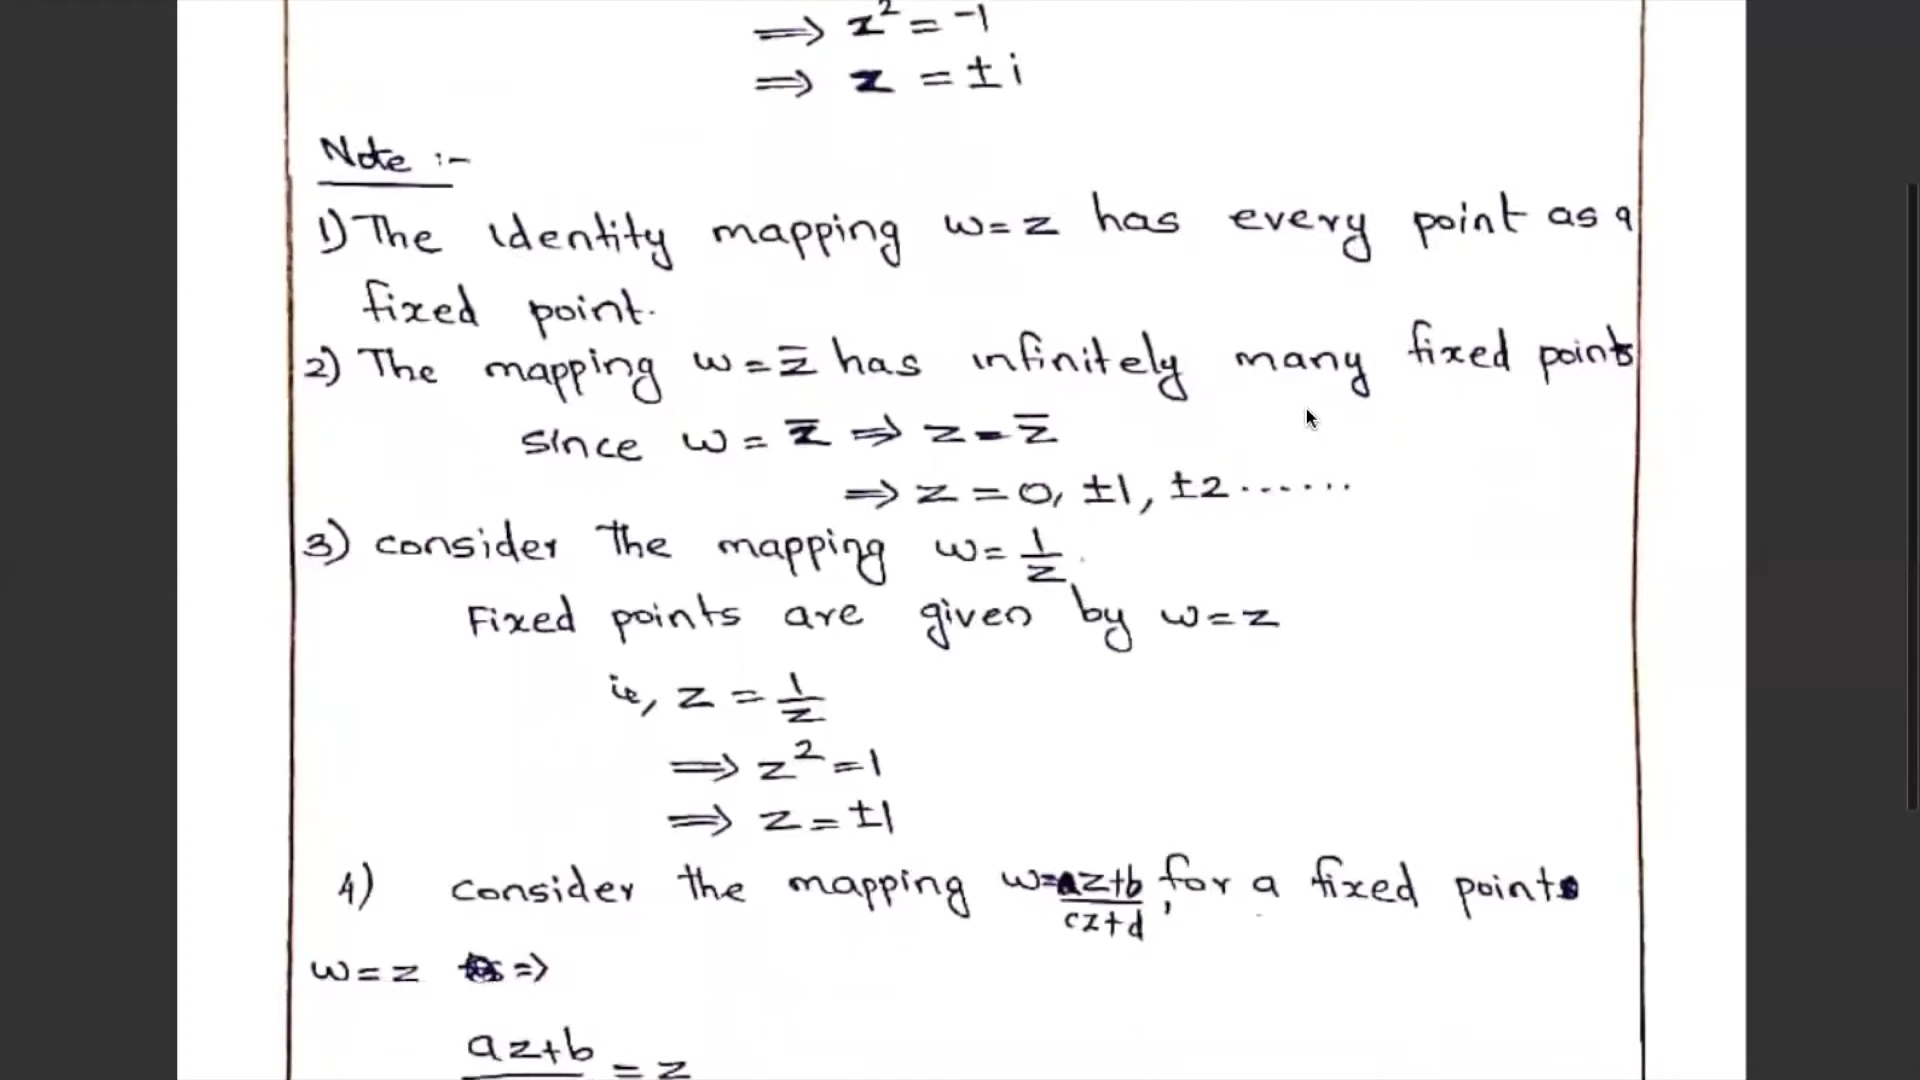 ⇒ z² = -1
⇒ z = ±i
Note :-
1) The identity mapping w=z has every point as a
fixed point.
2) The mapping w = z̄ has infinitely many fixed points
since w = z̄ ⇒ z = z̄
⇒ z = 0, ±1, ±2 ......
3) consider the mapping w = 1/z.
Fixed points are given by w = z
ie, z = 1/z
⇒ z² = 1
⇒ z = ±1
4) consider the mapping w = az+b/cz+d, for a fixed points
w = z ⇒
az+b = z